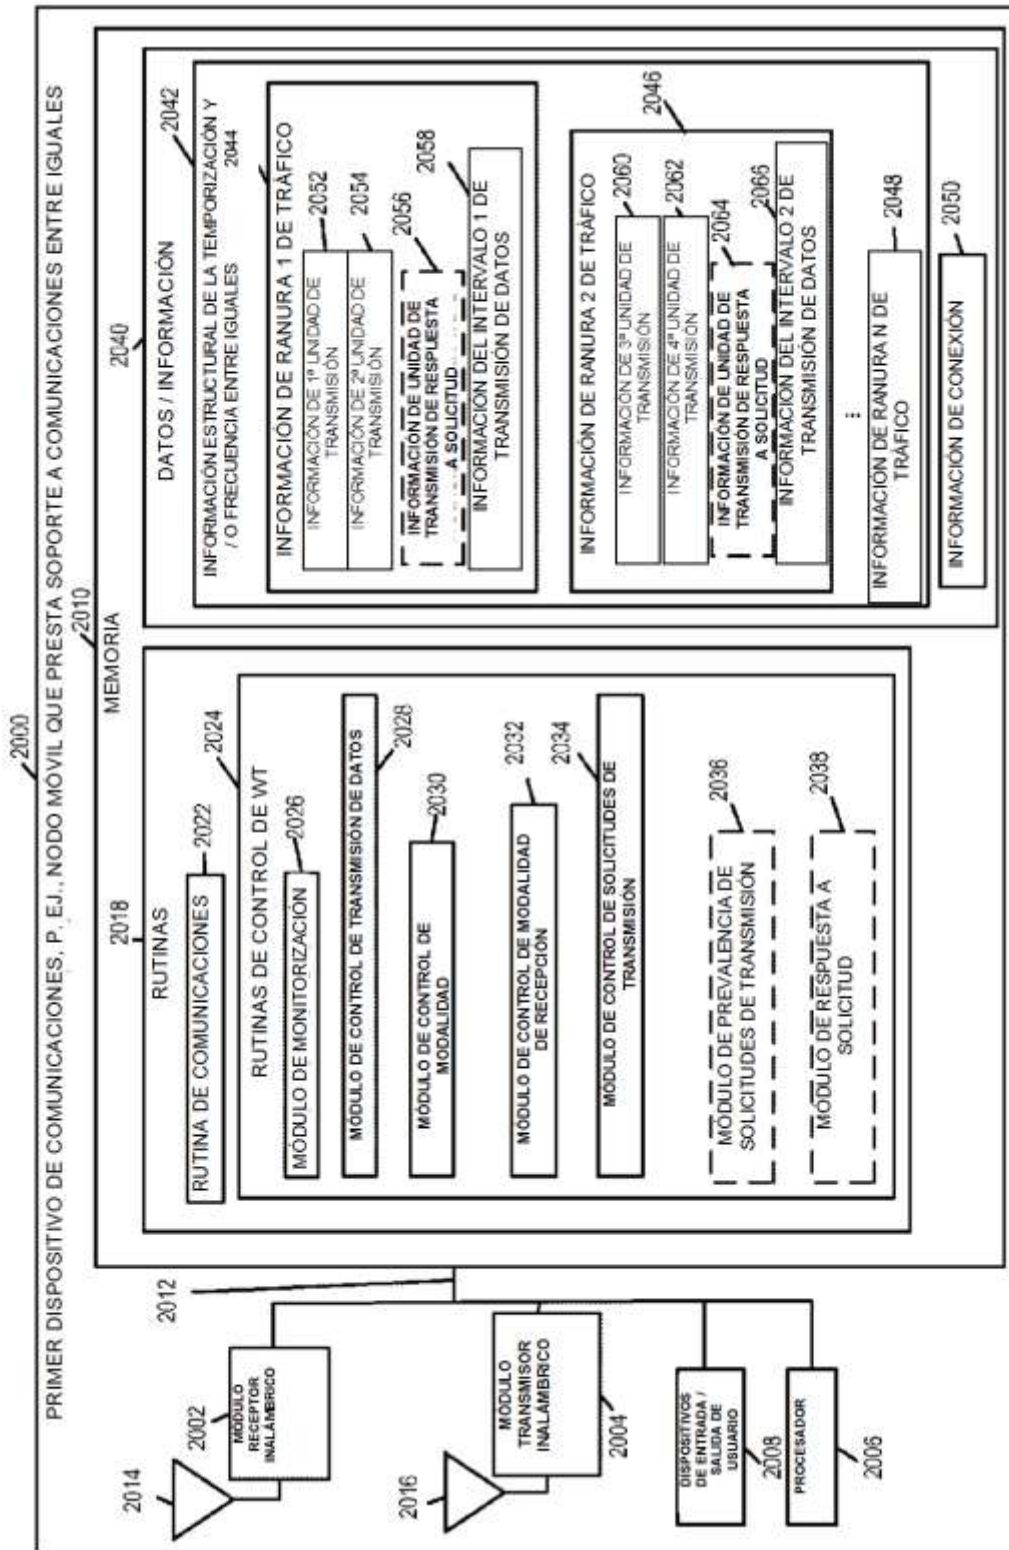 PRIMER DISPOSITIVO DE COMUNICACIONES, P. EJ., NODO MÓVIL QUE PRESTA SOPORTE A COMUNICACIONES ENTRE IGUALES
2000
2010
MEMORIA
2014
2002
MÓDULO
RECEPTOR
INALÁMBRICO
2016
MÓDULO
TRANSMISOR
INALÁMBRICO
2004
DISPOSITIVOS
DE ENTRADA /
SALIDA DE
USUARIO
2008
PROCESADOR
2006
2012
2018
RUTINAS
RUTINA DE COMUNICACIONES
2022
2024
RUTINAS DE CONTROL DE WT
MÓDULO DE MONITORIZACIÓN
2026
MÓDULO DE CONTROL DE TRANSMISIÓN DE DATOS
2028
MÓDULO DE CONTROL DE
MODALIDAD
2030
MÓDULO DE CONTROL DE MODALIDAD
DE RECEPCIÓN
2032
MÓDULO DE CONTROL DE SOLICITUDES DE
TRANSMISIÓN
2034
MÓDULO DE PREVALENCIA DE
SOLICITUDES DE TRANSMISIÓN
2036
MÓDULO DE RESPUESTA A
SOLICITUD
2038
2040
DATOS / INFORMACIÓN
2042
INFORMACIÓN ESTRUCTURAL DE LA TEMPORIZACIÓN Y
/ O FRECUENCIA ENTRE IGUALES
2044
INFORMACIÓN DE RANURA 1 DE TRÁFICO
INFORMACIÓN DE 1ª UNIDAD DE
TRANSMISIÓN
2052
INFORMACIÓN DE 2ª UNIDAD DE
TRANSMISIÓN
2054
INFORMACIÓN DE UNIDAD DE
TRANSMISIÓN DE RESPUESTA
A SOLICITUD
2056
INFORMACIÓN DEL INTERVALO 1 DE
TRANSMISIÓN DE DATOS
2058
2046
INFORMACIÓN DE RANURA 2 DE TRÁFICO
INFORMACIÓN DE 3ª UNIDAD DE
TRANSMISIÓN
2060
INFORMACIÓN DE 4ª UNIDAD DE
TRANSMISIÓN
2062
INFORMACIÓN DE UNIDAD DE
TRANSMISIÓN DE RESPUESTA
A SOLICITUD
2064
INFORMACION DEL INTERVALO 2 DE
TRANSMISIÓN DE DATOS
2066
...
INFORMACIÓN DE RANURA N DE
TRÁFICO
2048
INFORMACIÓN DE CONEXIÓN
2050